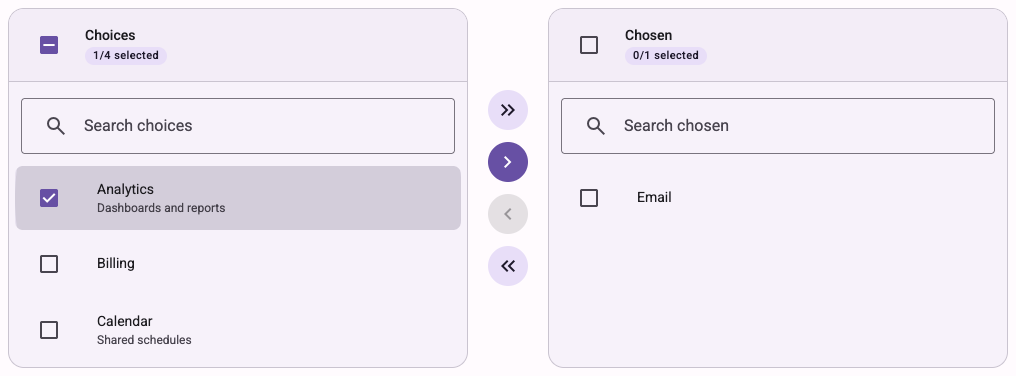 Choices
1/4 selected
Search choices
Analytics
Dashboards and reports
Billing
Calendar
Shared schedules
Chosen
0/1 selected
Search chosen
Email